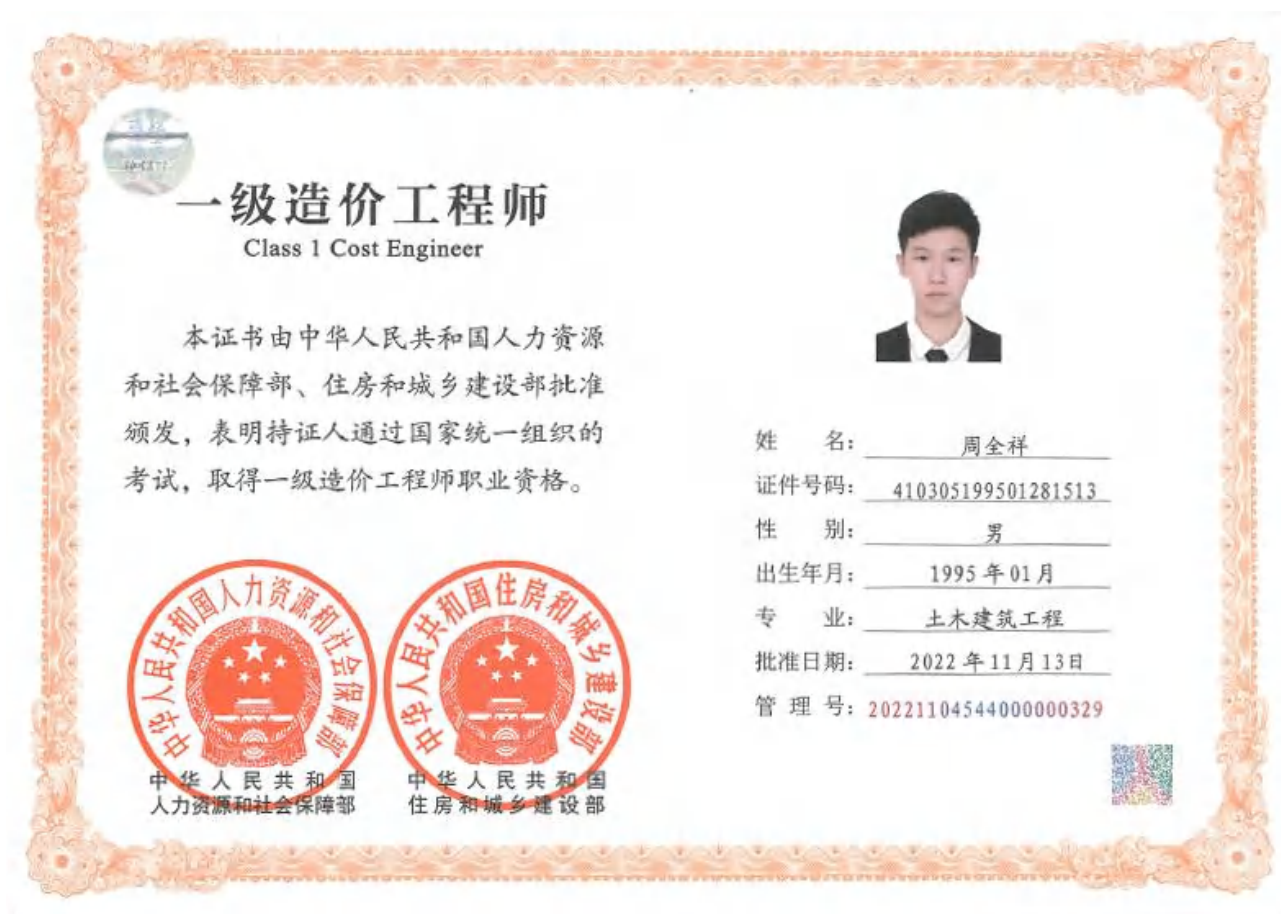 一级造价工程师
Class 1 Cost Engineer
本证书由中华人民共和国人力资源
和社会保障部、住房和城乡建设部批准
颁发，表明持证人通过国家统一组织的
考试，取得一级造价工程师职业资格。
中华人民共和国人力资源和社会保障部
中华人民共和国住房和城乡建设部
中华人民共和国
人力资源和社会保障部
中华人民共和国
住房和城乡建设部
姓 名： 周全祥
证件号码： 410305199501281513
性 别： 男
出生年月： 1995年01月
专 业： 土木建筑工程
批准日期： 2022年11月13日
管 理 号：20221104544000000329